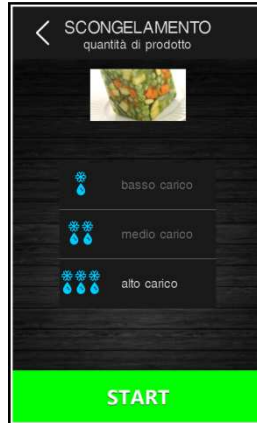 SCONGELAMENTO
quantità di prodotto
basso carico
medio carico
alto carico
START